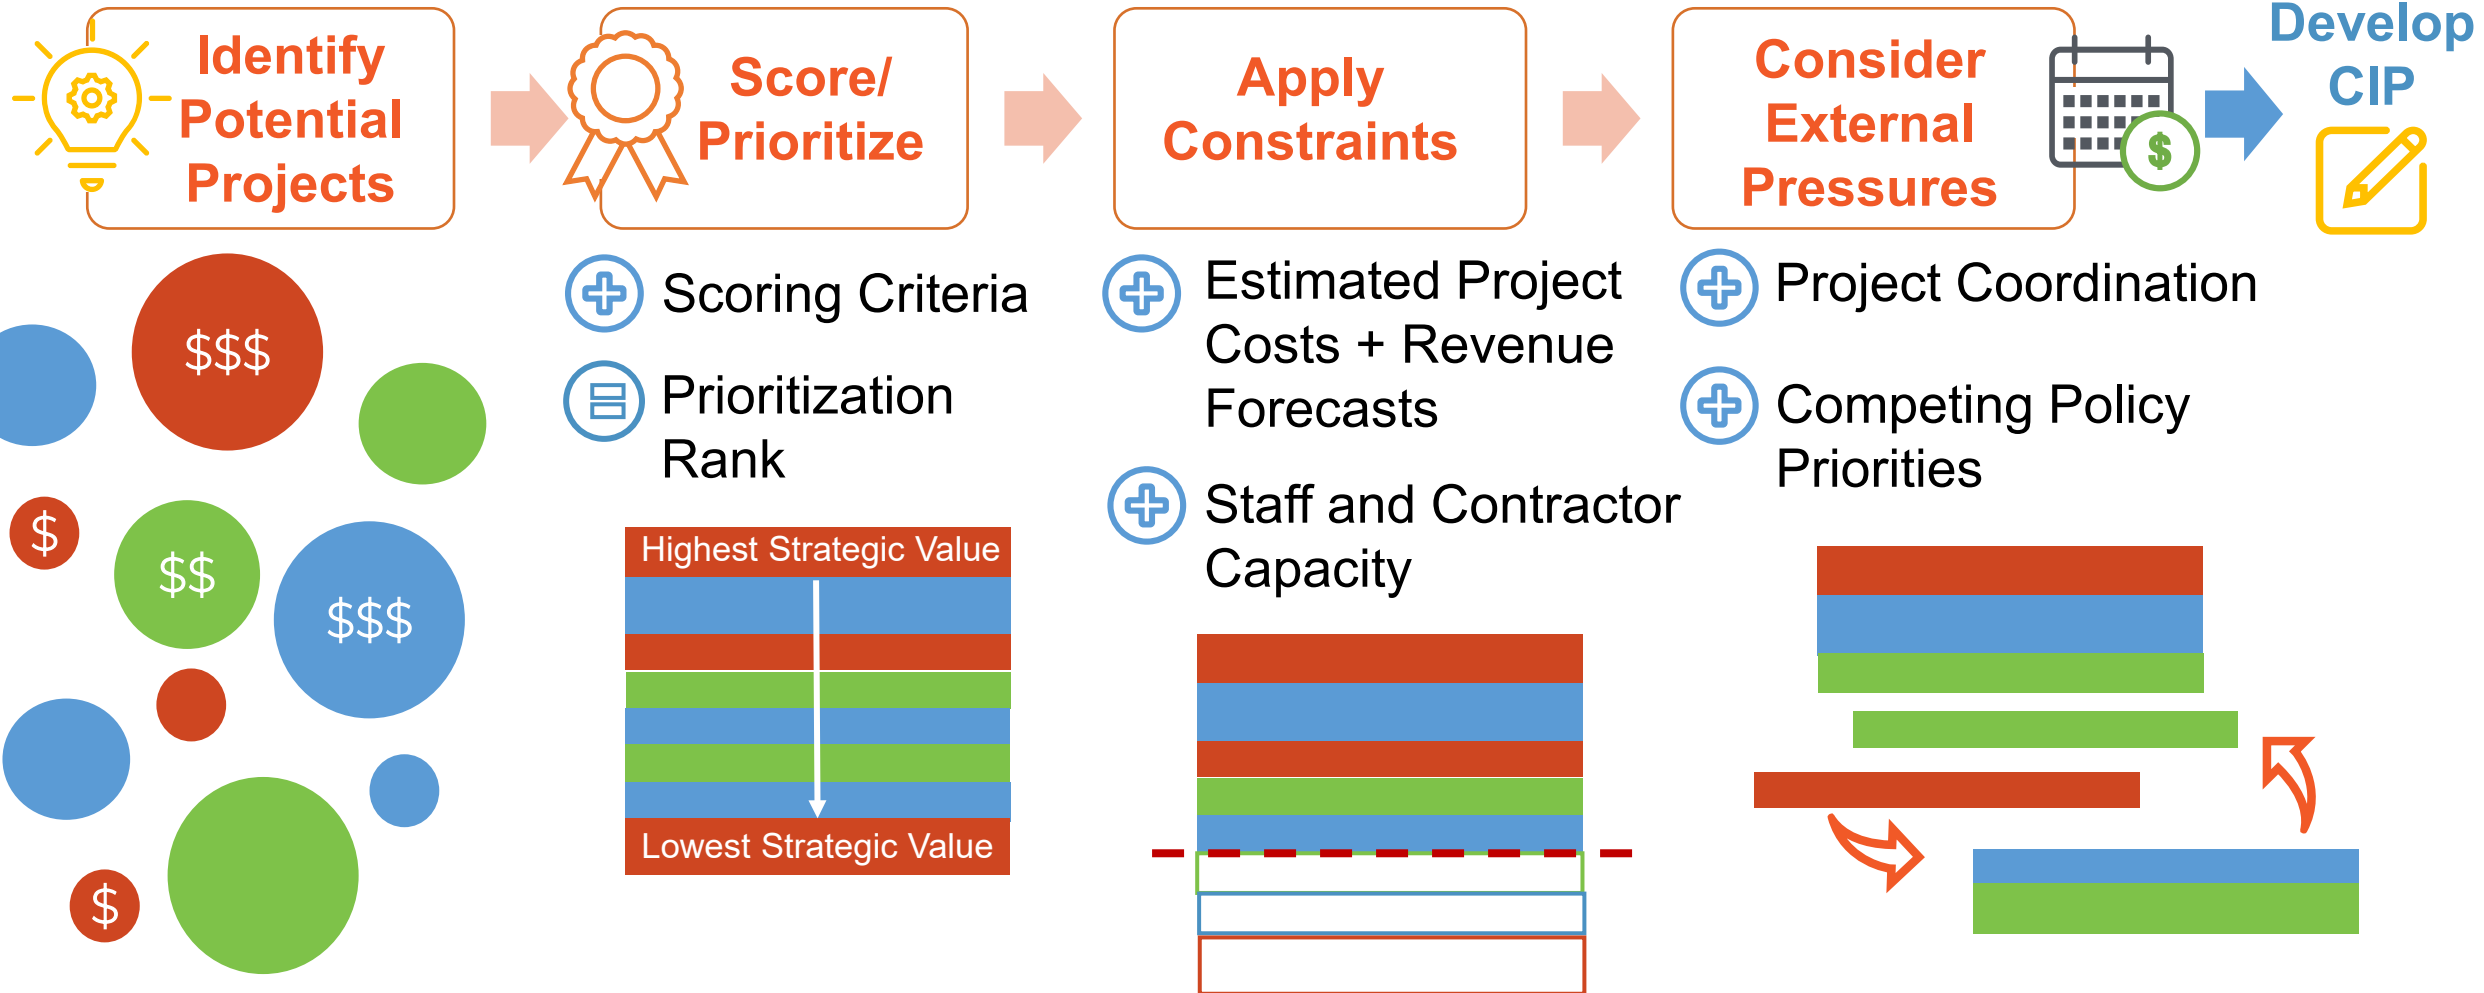 Identify
Potential
Projects
Score/
Prioritize
Apply
Constraints
Consider
External
Pressures
$
Develop
CIP
$$$
$
$$
$$$
$
Scoring Criteria
Prioritization
Rank
Highest Strategic Value
Lowest Strategic Value
Estimated Project
Costs + Revenue
Forecasts
Staff and Contractor
Capacity
Project Coordination
Competing Policy
Priorities